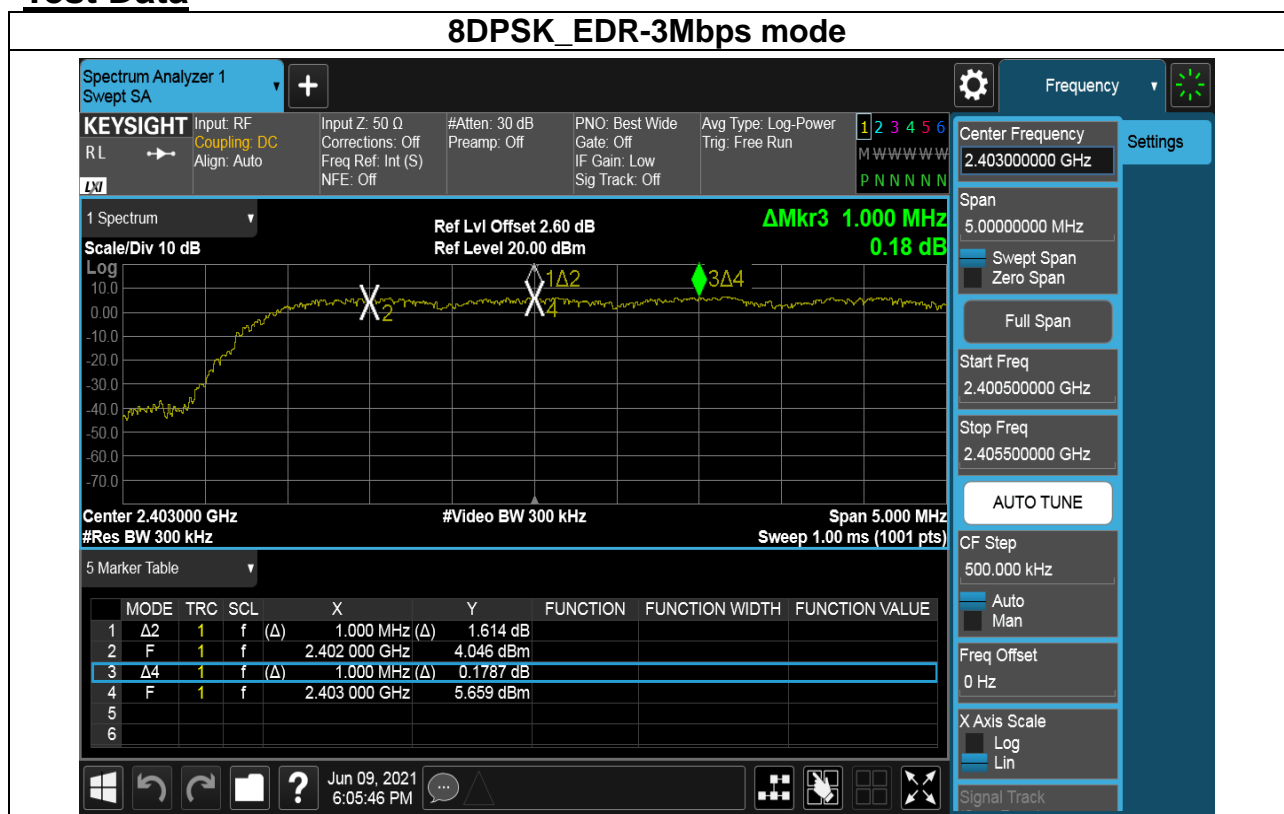 Test Data
8DPSK_EDR-3Mbps mode
Spectrum Analyzer 1
Swept SA
+
Frequency
KEYSIGHT
RL
LXI
Input: RF
Coupling: DC
Align: Auto
Input Z: 50 Ω
Corrections: Off
Freq Ref: Int (S)
NFE: Off
#Atten: 30 dB
Preamp: Off
PNO: Best Wide
Gate: Off
IF Gain: Low
Sig Track: Off
Avg Type: Log-Power
Trig: Free Run
1 2 3 4 5 6
M W W W W W
P N N N N N
Center Frequency
2.403000000 GHz
Settings
Span
5.00000000 MHz
Swept Span
Zero Span
Full Span
Start Freq
2.400500000 GHz
Stop Freq
2.405500000 GHz
AUTO TUNE
CF Step
500.000 kHz
Auto
Man
Freq Offset
0 Hz
X Axis Scale
Log
Lin
Signal Track
1 Spectrum
Scale/Div 10 dB
Ref Lvl Offset 2.60 dB
Ref Level 20.00 dBm
ΔMkr3 1.000 MHz
0.18 dB
Log
10.0
0.00
-10.0
-20.0
-30.0
-40.0
-50.0
-60.0
-70.0
2
1Δ2
4
3Δ4
Center 2.403000 GHz
#Res BW 300 kHz
#Video BW 300 kHz
Span 5.000 MHz
Sweep 1.00 ms (1001 pts)
5 Marker Table
MODE TRC SCL X Y FUNCTION FUNCTION WIDTH FUNCTION VALUE
1 Δ2 1 f (Δ) 1.000 MHz (Δ) 1.614 dB
2 F 1 f 2.402 000 GHz 4.046 dBm
3 Δ4 1 f (Δ) 1.000 MHz (Δ) 0.1787 dB
4 F 1 f 2.403 000 GHz 5.659 dBm
5
6
?
Jun 09, 2021
6:05:46 PM